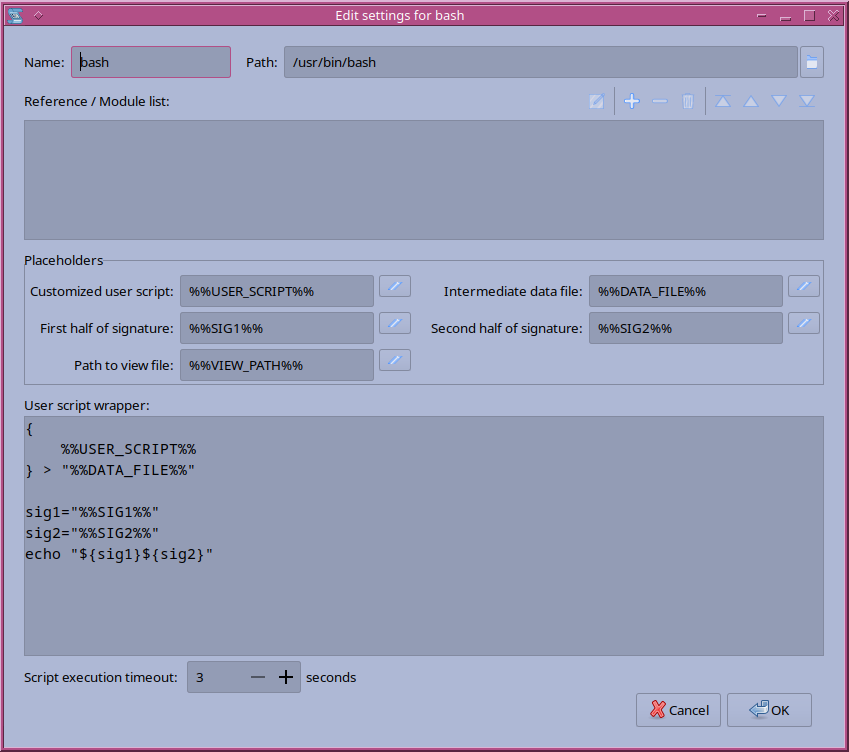 Edit settings for bash
Name: bash Path: /usr/bin/bash
Reference / Module list:
Placeholders
Customized user script: %%USER_SCRIPT%% Intermediate data file: %%DATA_FILE%%
First half of signature: %%SIG1%% Second half of signature: %%SIG2%%
Path to view file: %%VIEW_PATH%%
User script wrapper:
{
    %%USER_SCRIPT%%
} > "%%DATA_FILE%%"

sig1="%%SIG1%%"
sig2="%%SIG2%%"
echo "${sig1}${sig2}"
Script execution timeout: 3 seconds
Cancel OK